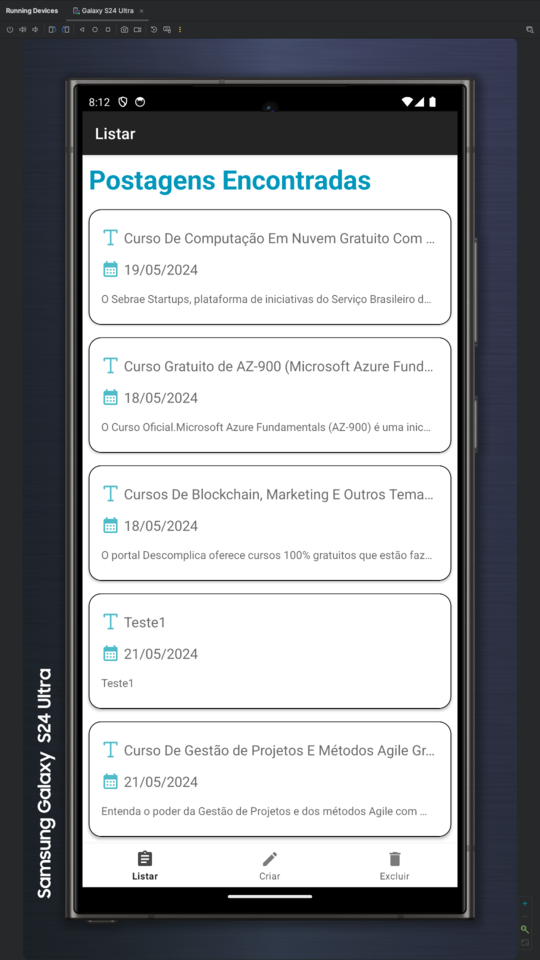 Running Devices
Galaxy S24 Ultra
8:12
Listar
Postagens Encontradas
Curso De Computação Em Nuvem Gratuito Com ...
19/05/2024
O Sebrae Startups, plataforma de iniciativas do Serviço Brasileiro d...
Curso Gratuito de AZ-900 (Microsoft Azure Fund...
18/05/2024
O Curso Oficial.Microsoft Azure Fundamentals (AZ-900) é uma inic...
Cursos De Blockchain, Marketing E Outros Tema...
18/05/2024
O portal Descomplica oferece cursos 100% gratuitos que estão faz...
Teste1
21/05/2024
Teste1
Curso De Gestão de Projetos E Métodos Agile Gr...
21/05/2024
Entenda o poder da Gestão de Projetos e dos métodos Agile com ...
Listar
Criar
Excluir
Samsung Galaxy S24 Ultra